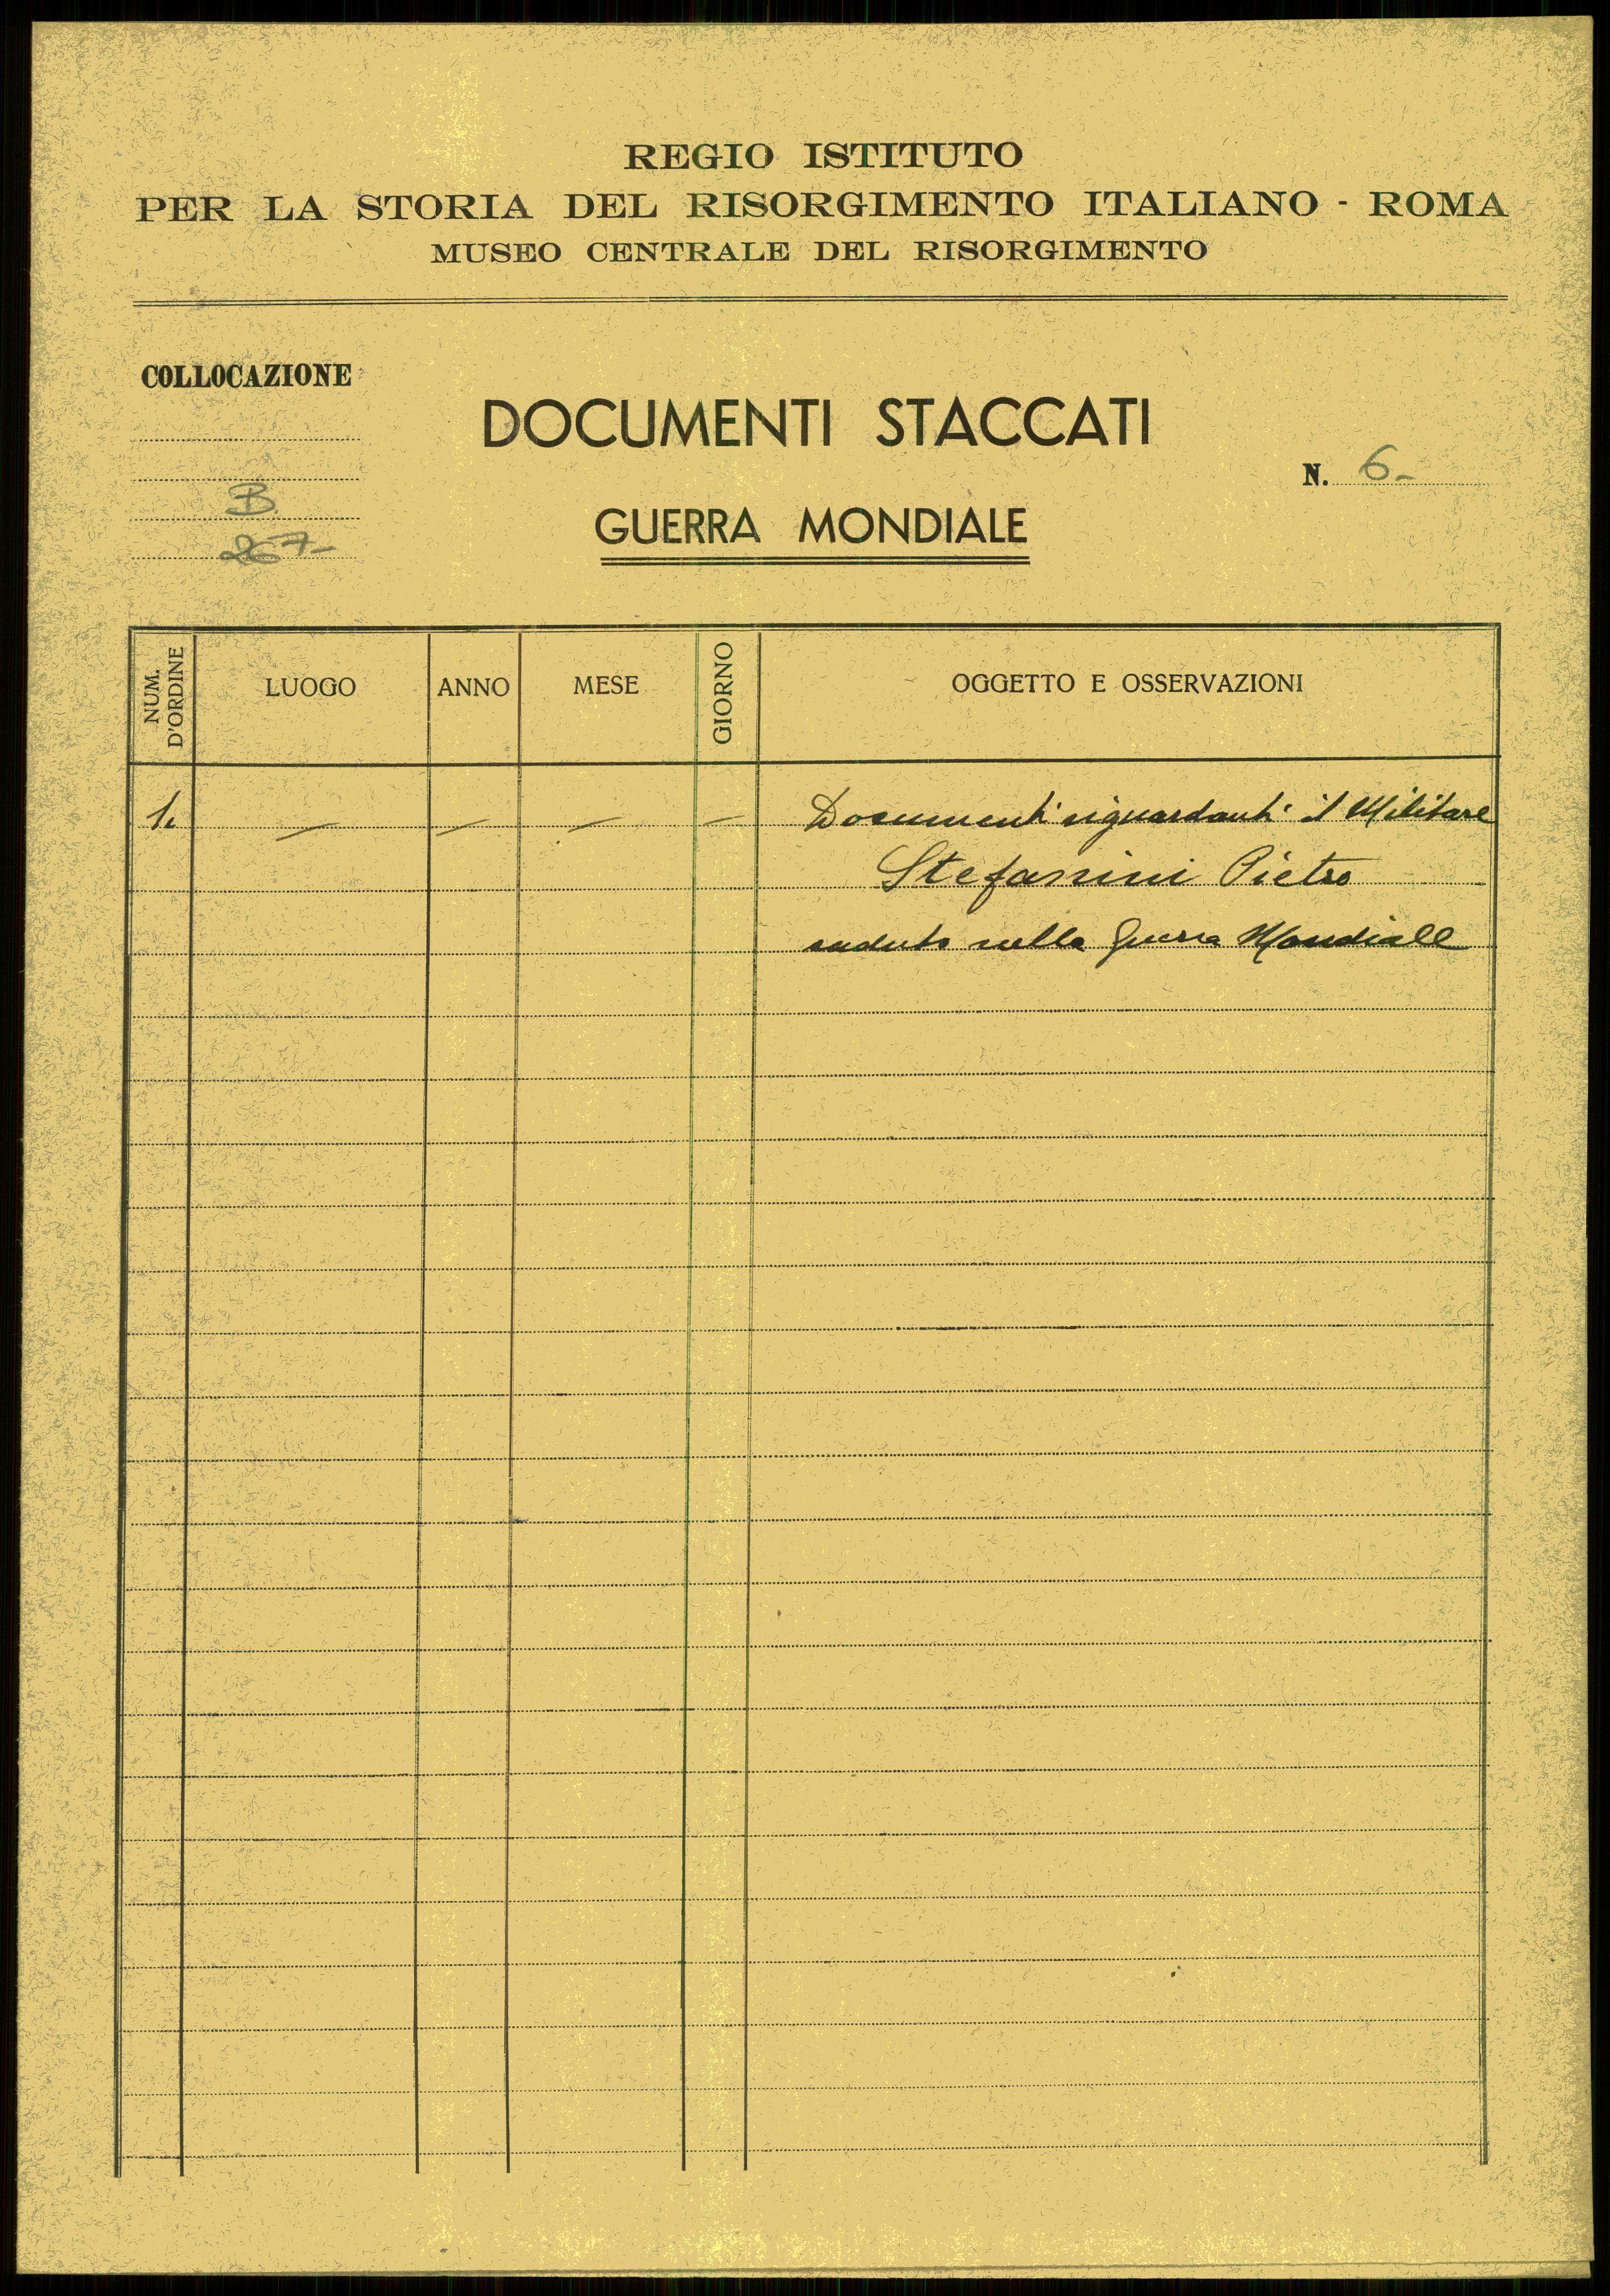 REGIO ISTITUTO
PER LA STORIA DEL RISORGIMENTO ITALIANO - ROMA
MUSEO CENTRALE DEL RISORGIMENTO
COLLOCAZIONE
DOCUMENTI STACCATI
N. 6-
B.
267-
GUERRA MONDIALE
NUM. D'ORDINE LUOGO ANNO MESE GIORNO OGGETTO E OSSERVAZIONI
1. — — — — Documenti riguardanti il Militare
Stefanini Pietro
caduto nella Guerra Mondiale